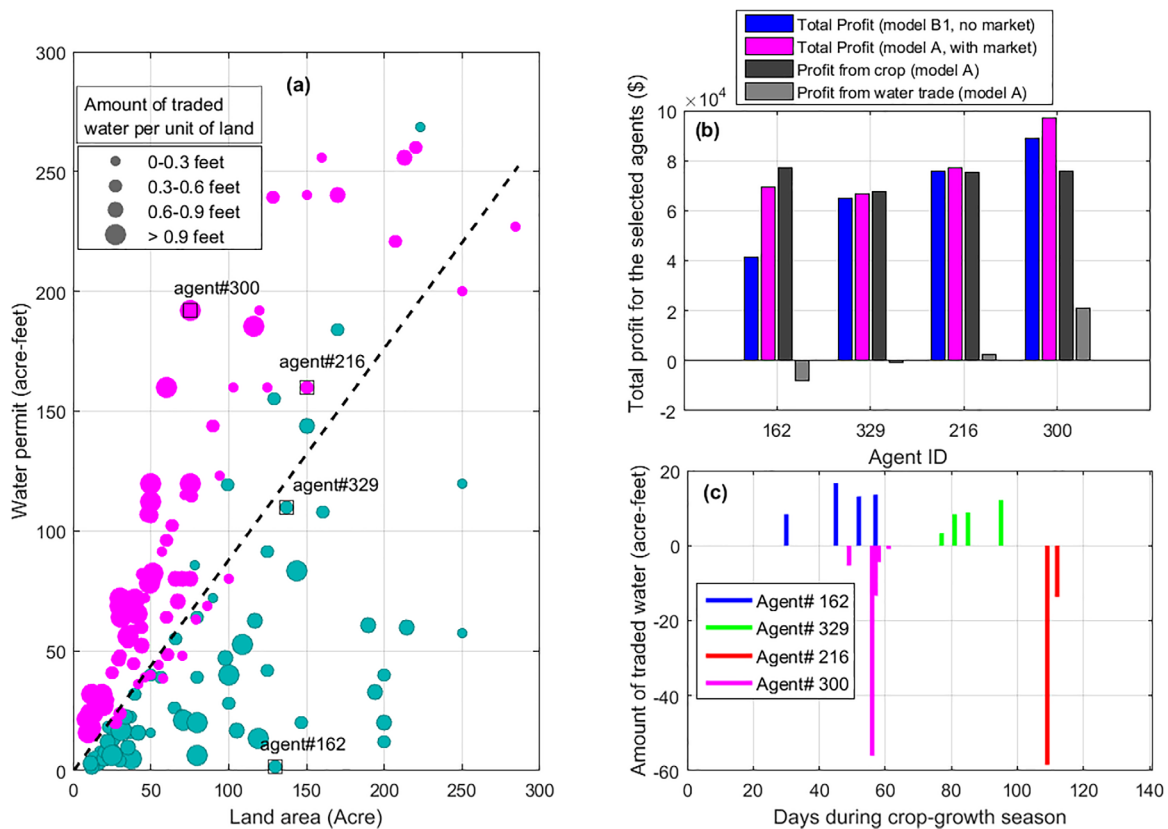 (a)
Amount of traded
water per unit of land
0-0.3 feet
0.3-0.6 feet
0.6-0.9 feet
> 0.9 feet
agent#300
agent#216
agent#329
agent#162
300
250
200
150
100
50
0
0
50
100
150
200
250
300
Water permit (acre-feet)
Land area (Acre)
Total Profit (model B1, no market)
Total Profit (model A, with market)
Profit from crop (model A)
Profit from water trade (model A)
×10⁴
(b)
10
8
6
4
2
0
-2
162
329
216
300
Total profit for the selected agents ($)
Agent ID
(c)
20
0
-20
-40
-60
Agent# 162
Agent# 329
Agent# 216
Agent# 300
0
20
40
60
80
100
120
140
Amount of traded water (acre-feet)
Days during crop-growth season